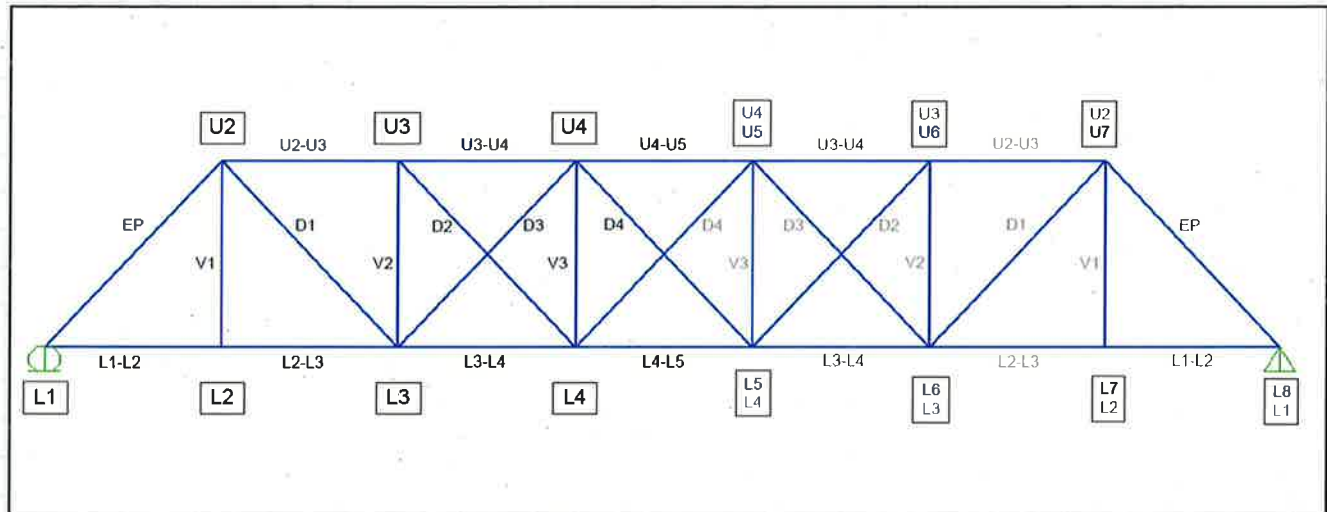 U2
U3
U4
U4
U5
U3
U6
U2
U7
U2-U3
U3-U4
U4-U5
U3-U4
U2-U3
EP
D1
D2
D3
D4
D4
D3
D2
D1
EP
V1
V2
V3
V3
V2
V1
L1-L2
L2-L3
L3-L4
L4-L5
L3-L4
L2-L3
L1-L2
L1
L2
L3
L4
L5
L4
L6
L3
L7
L2
L8
L1